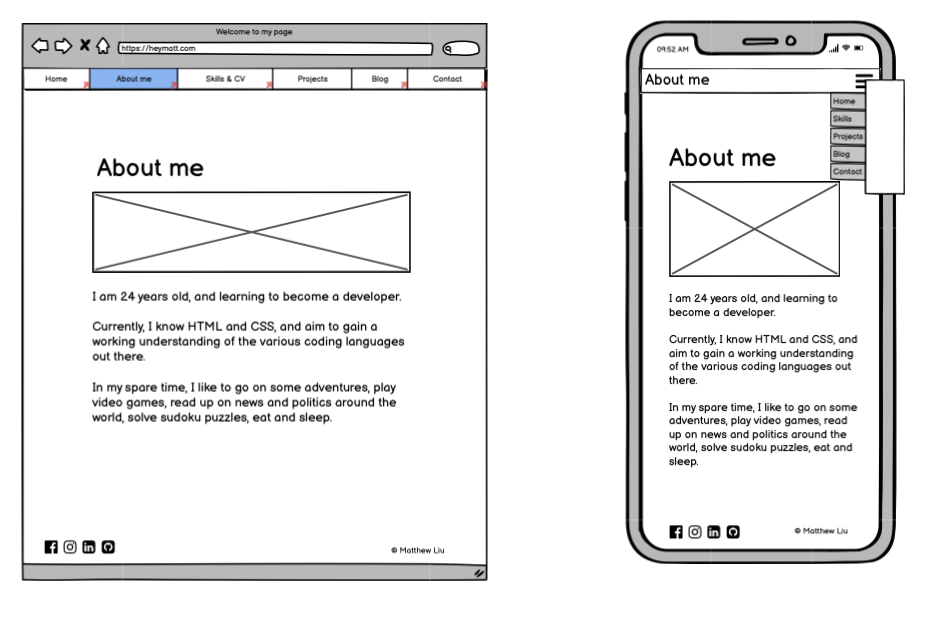 Welcome to my page
https://heymatt.com
Home About me Skills & CV Projects Blog Contact
About me
I am 24 years old, and learning to become a developer.
Currently, I know HTML and CSS, and aim to gain a
working understanding of the various coding languages
out there.
In my spare time, I like to go on some adventures, play
video games, read up on news and politics around the
world, solve sudoku puzzles, eat and sleep.
© Matthew Liu
09:52 AM
About me
Home
Skills
Projects
Blog
Contact
About me
I am 24 years old, and learning to
become a developer.
Currently, I know HTML and CSS, and
aim to gain a working understanding
of the various coding languages out
there.
In my spare time, I like to go on some
adventures, play video games, read
up on news and politics around the
world, solve sudoku puzzles, eat and
sleep.
© Matthew Liu